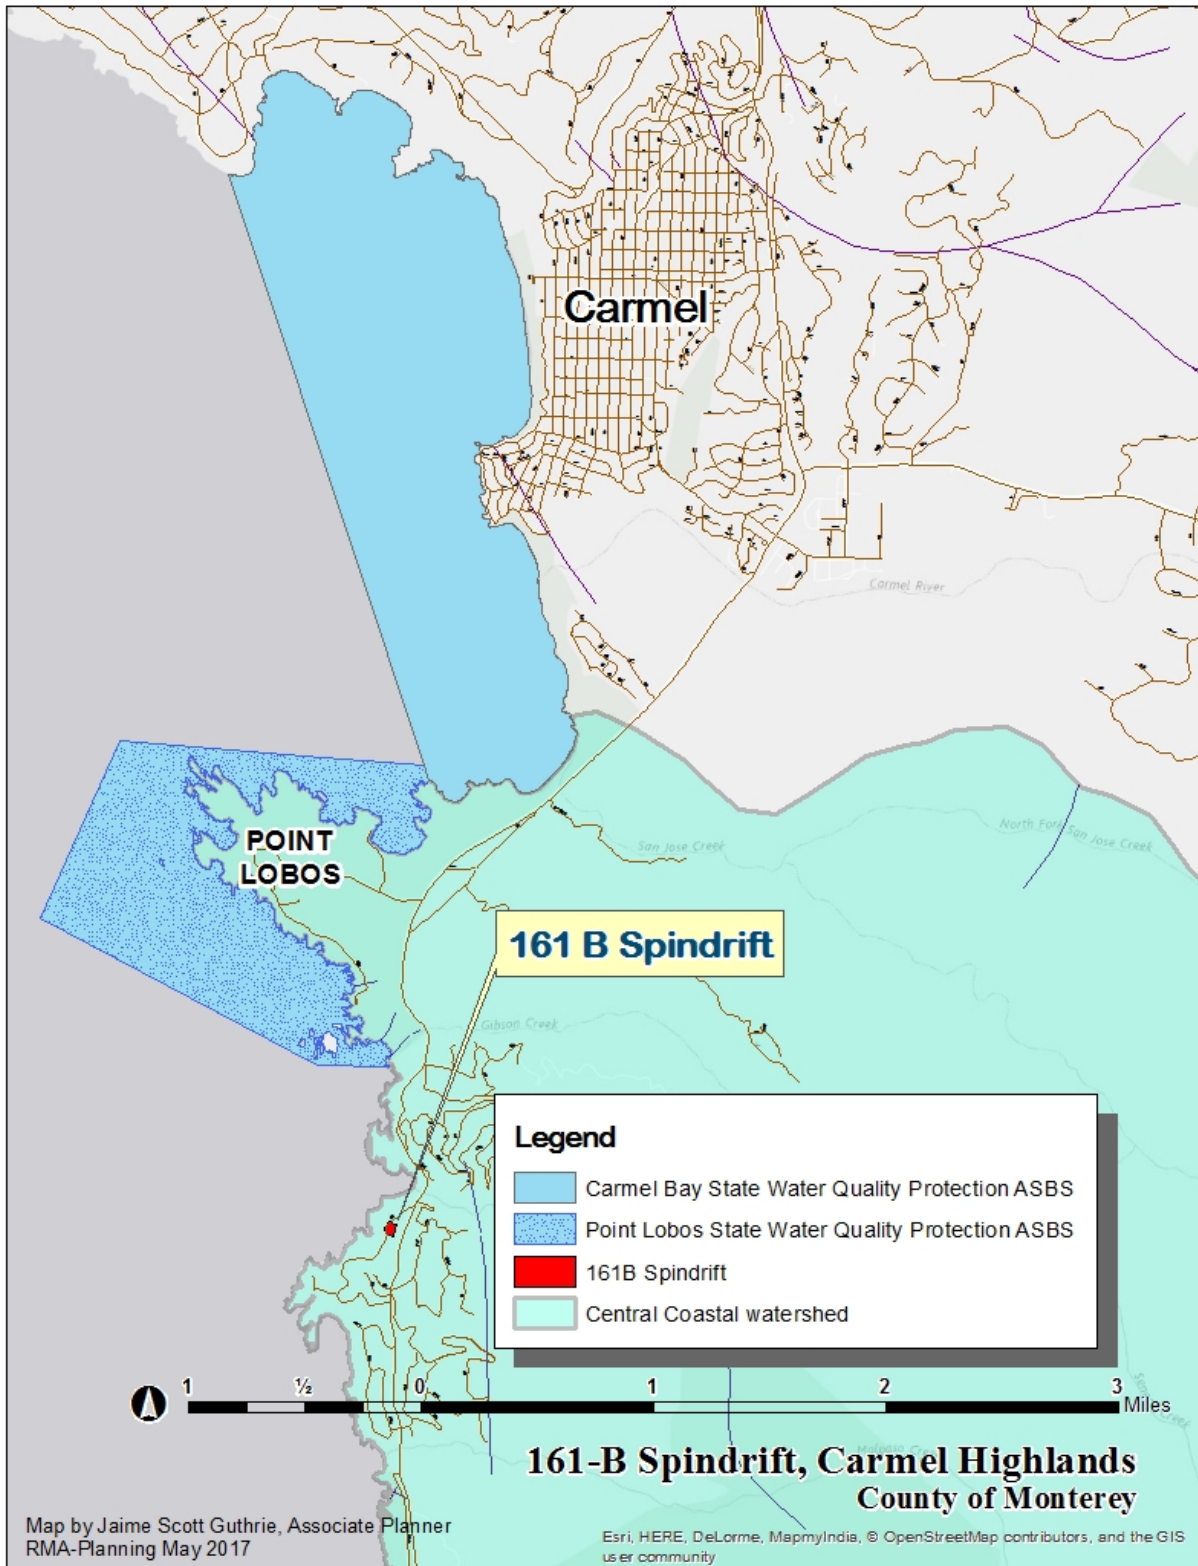 Carmel
Carmel River
POINT
LOBOS
San Jose Creek
North Fork San Jose Creek
161 B Spindrift
Gibson Creek
Legend
Carmel Bay State Water Quality Protection ASBS
Point Lobos State Water Quality Protection ASBS
161B Spindrift
Central Coastal watershed
1 ½ 0 1 2 3
Miles
Malpaso Creek
161-B Spindrift, Carmel Highlands
County of Monterey
Map by Jaime Scott Guthrie, Associate Planner
RMA-Planning May 2017
Esri, HERE, DeLorme, MapmyIndia, © OpenStreetMap contributors, and the GIS
user community